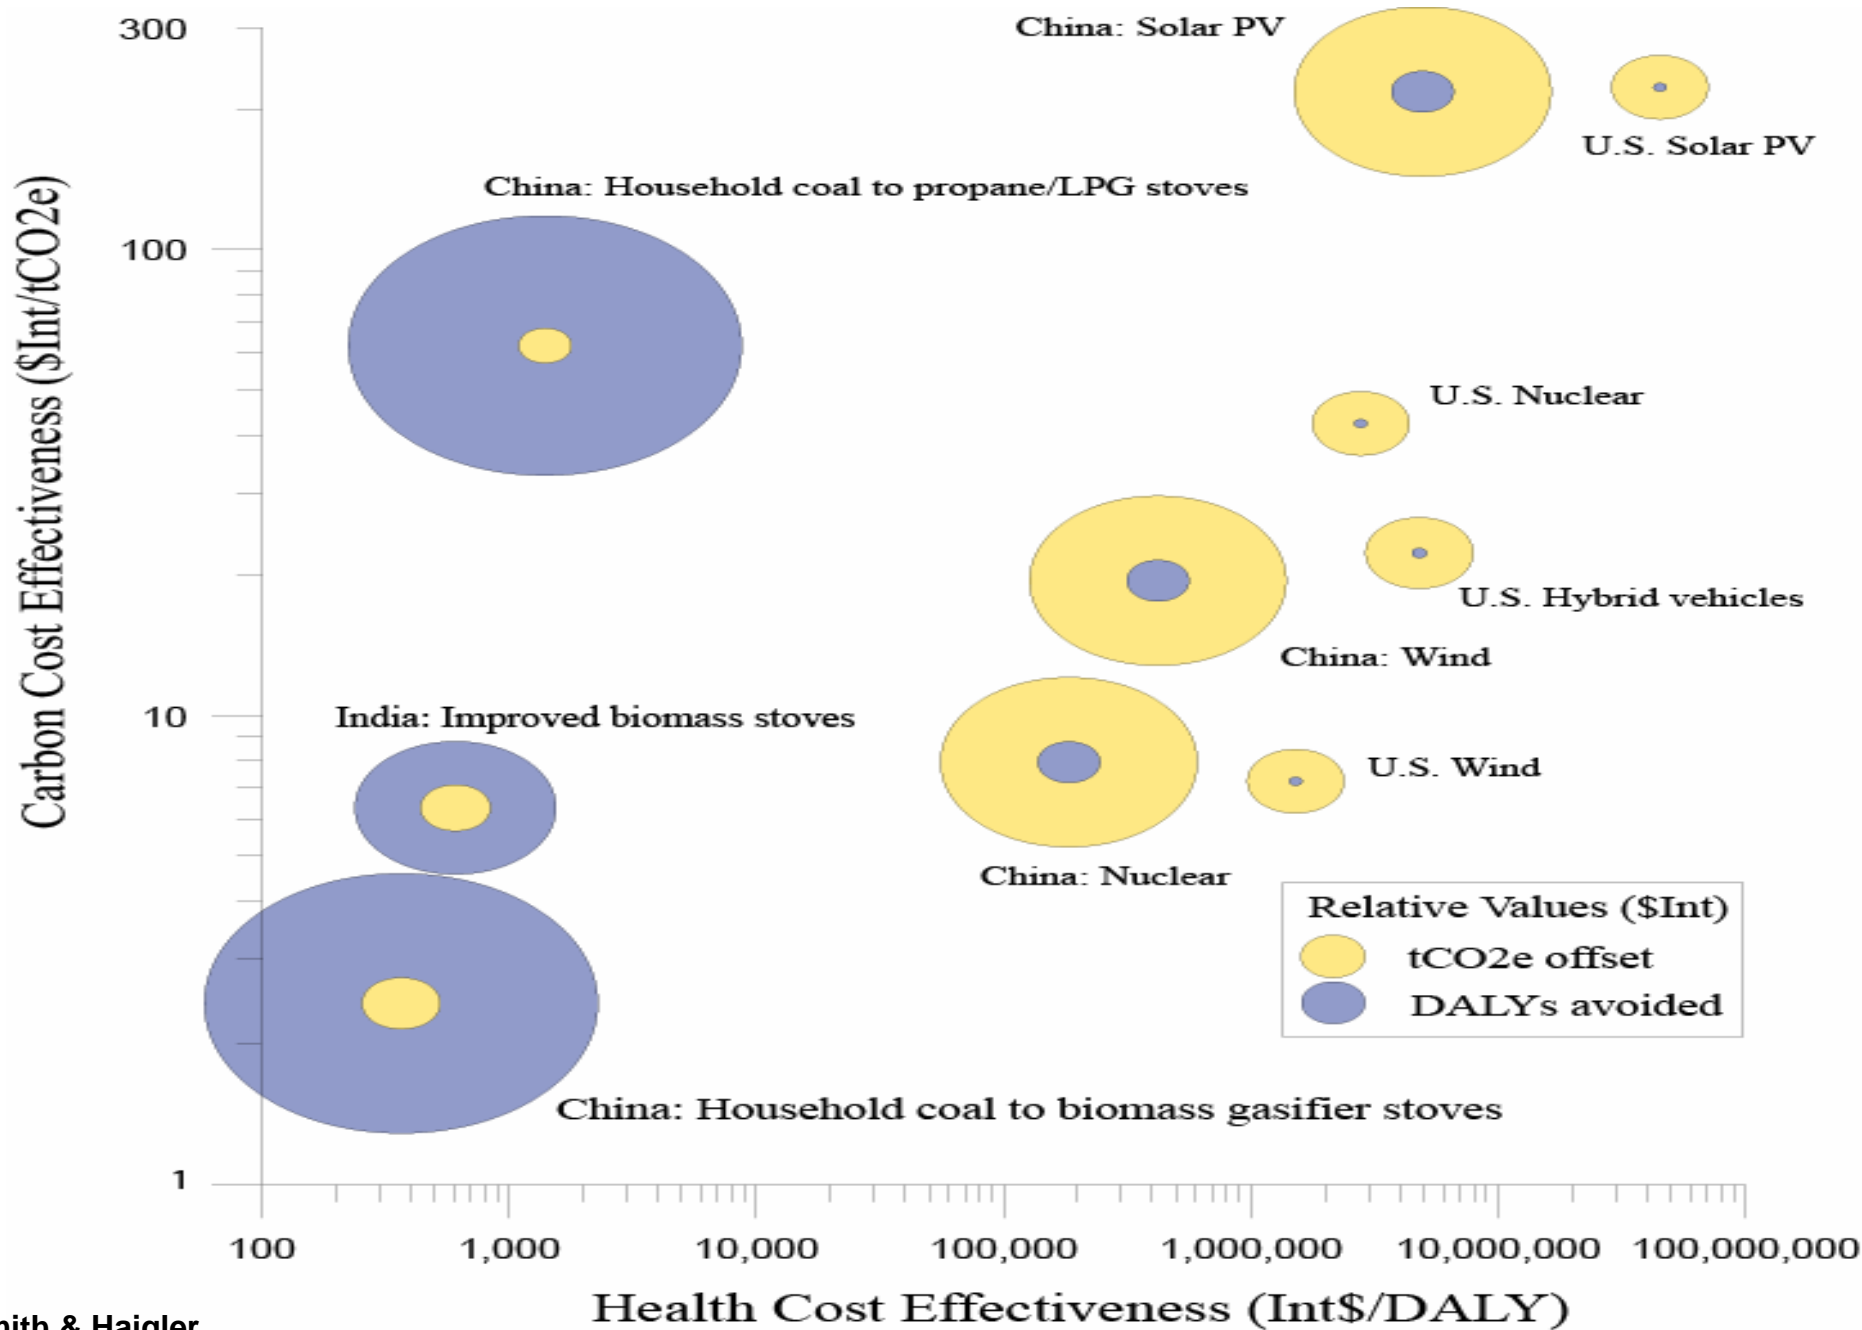 300
China: Solar PV
U.S. Solar PV
China: Household coal to propane/LPG stoves
100
U.S. Nuclear
U.S. Hybrid vehicles
China: Wind
10
India: Improved biomass stoves
U.S. Wind
China: Nuclear
Relative Values ($Int)
tCO2e offset
DALYs avoided
China: Household coal to biomass gasifier stoves
1
Carbon Cost Effectiveness ($Int/tCO2e)
100 1,000 10,000 100,000 1,000,000 10,000,000 100,000,000
Health Cost Effectiveness (Int$/DALY)
& Haigler